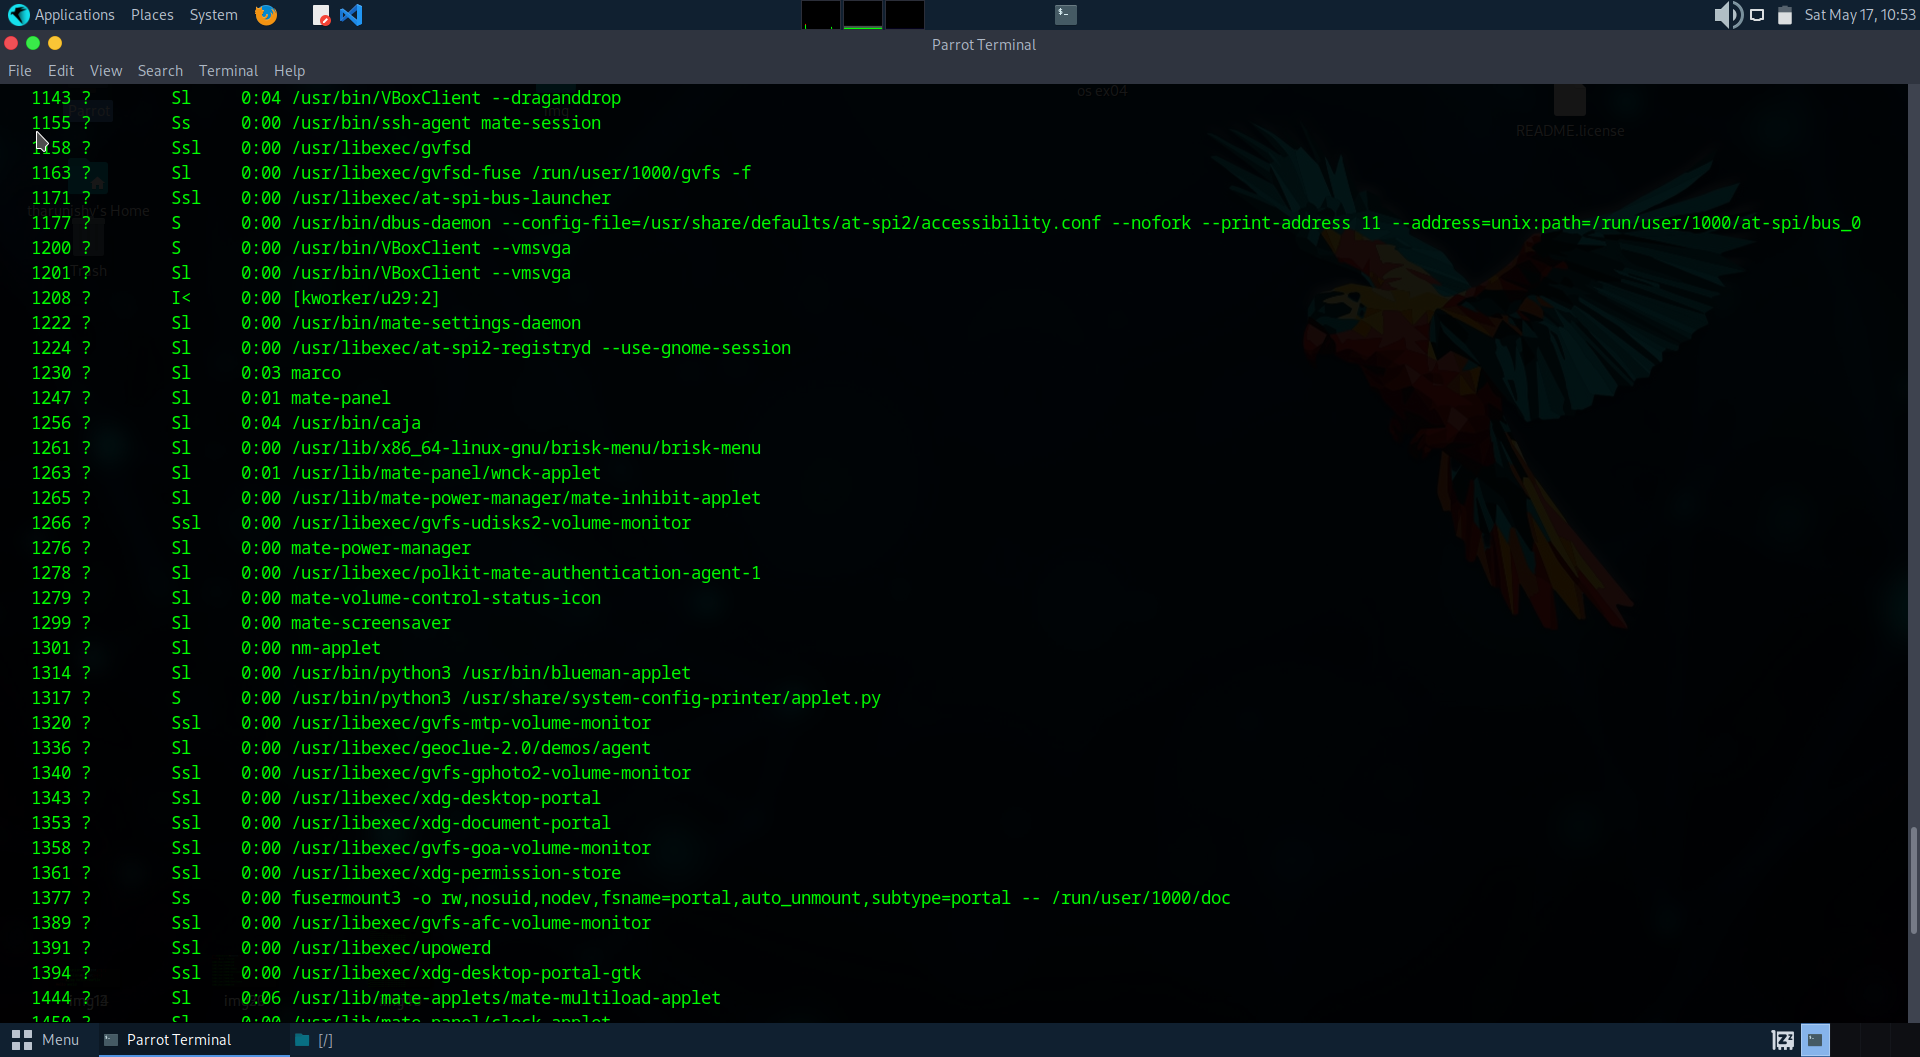 Applications Places System Sat May 17, 10:53
Parrot Terminal
File Edit View Search Terminal Help
1143 ? Sl 0:04 /usr/bin/VBoxClient --draganddrop
1155 ? Ss 0:00 /usr/bin/ssh-agent mate-session
1158 ? Ssl 0:00 /usr/libexec/gvfsd
1163 ? Sl 0:00 /usr/libexec/gvfsd-fuse /run/user/1000/gvfs -f
1171 ? Ssl 0:00 /usr/libexec/at-spi-bus-launcher
1177 ? S 0:00 /usr/bin/dbus-daemon --config-file=/usr/share/defaults/at-spi2/accessibility.conf --nofork --print-address 11 --address=unix:path=/run/user/1000/at-spi/bus_0
1200 ? S 0:00 /usr/bin/VBoxClient --vmsvga
1201 ? Sl 0:00 /usr/bin/VBoxClient --vmsvga
1208 ? I< 0:00 [kworker/u29:2]
1222 ? Sl 0:00 /usr/bin/mate-settings-daemon
1224 ? Sl 0:00 /usr/libexec/at-spi2-registryd --use-gnome-session
1230 ? Sl 0:03 marco
1247 ? Sl 0:01 mate-panel
1256 ? Sl 0:04 /usr/bin/caja
1261 ? Sl 0:00 /usr/lib/x86_64-linux-gnu/brisk-menu/brisk-menu
1263 ? Sl 0:01 /usr/lib/mate-panel/wnck-applet
1265 ? Sl 0:00 /usr/lib/mate-power-manager/mate-inhibit-applet
1266 ? Ssl 0:00 /usr/libexec/gvfs-udisks2-volume-monitor
1276 ? Sl 0:00 mate-power-manager
1278 ? Sl 0:00 /usr/libexec/polkit-mate-authentication-agent-1
1279 ? Sl 0:00 mate-volume-control-status-icon
1299 ? Sl 0:00 mate-screensaver
1301 ? Sl 0:00 nm-applet
1314 ? Sl 0:00 /usr/bin/python3 /usr/bin/blueman-applet
1317 ? S 0:00 /usr/bin/python3 /usr/share/system-config-printer/applet.py
1320 ? Ssl 0:00 /usr/libexec/gvfs-mtp-volume-monitor
1336 ? Sl 0:00 /usr/libexec/geoclue-2.0/demos/agent
1340 ? Ssl 0:00 /usr/libexec/gvfs-gphoto2-volume-monitor
1343 ? Ssl 0:00 /usr/libexec/xdg-desktop-portal
1353 ? Ssl 0:00 /usr/libexec/xdg-document-portal
1358 ? Ssl 0:00 /usr/libexec/gvfs-goa-volume-monitor
1361 ? Ssl 0:00 /usr/libexec/xdg-permission-store
1377 ? Ss 0:00 fusermount3 -o rw,nosuid,nodev,fsname=portal,auto_unmount,subtype=portal -- /run/user/1000/doc
1389 ? Ssl 0:00 /usr/libexec/gvfs-afc-volume-monitor
1391 ? Ssl 0:00 /usr/libexec/upowerd
1394 ? Ssl 0:00 /usr/libexec/xdg-desktop-portal-gtk
1444 ? Sl 0:06 /usr/lib/mate-applets/mate-multiload-applet
1450 ? Sl 0:00 /usr/lib/mate-panel/clock-applet
os ex04
README.license
Menu Parrot Terminal [/]